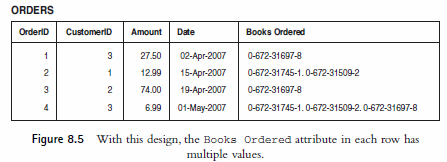 ORDERS
OrderID CustomerID Amount Date Books Ordered
1 3 27.50 02-Apr-2007 0-672-31697-8
2 1 12.99 15-Apr-2007 0-672-31745-1. 0-672-31509-2
3 2 74.00 19-Apr-2007 0-672-31697-8
4 3 6.99 01-May-2007 0-672-31745-1. 0-672-31509-2. 0-672-31697-8
Figure 8.5 With this design, the Books Ordered attribute in each row has
multiple values.